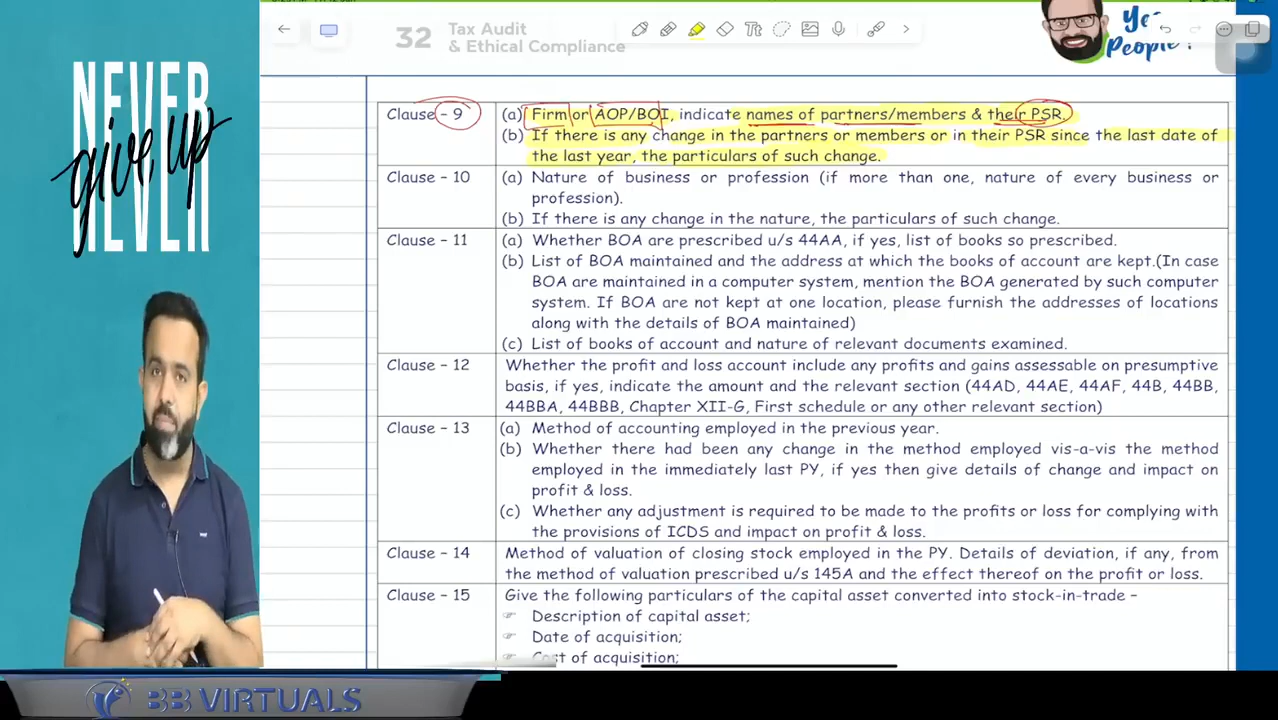 32
Tax Audit
& Ethical Compliance
Yes
People!
NEVER
give up
NEVER
Clause - 9
(a) Firm or AOP/BOI, indicate names of partners/members & their PSR.
(b) If there is any change in the partners or members or in their PSR since the last date of
the last year, the particulars of such change.
Clause - 10
(a) Nature of business or profession (if more than one, nature of every business or
profession).
(b) If there is any change in the nature, the particulars of such change.
Clause - 11
(a) Whether BOA are prescribed u/s 44AA, if yes, list of books so prescribed.
(b) List of BOA maintained and the address at which the books of account are kept.(In case
BOA are maintained in a computer system, mention the BOA generated by such computer
system. If BOA are not kept at one location, please furnish the addresses of locations
along with the details of BOA maintained)
(c) List of books of account and nature of relevant documents examined.
Clause - 12
Whether the profit and loss account include any profits and gains assessable on presumptive
basis, if yes, indicate the amount and the relevant section (44AD, 44AE, 44AF, 44B, 44BB,
44BBA, 44BBB, Chapter XII-G, First schedule or any other relevant section)
Clause - 13
(a) Method of accounting employed in the previous year.
(b) Whether there had been any change in the method employed vis-a-vis the method
employed in the immediately last PY, if yes then give details of change and impact on
profit & loss.
(c) Whether any adjustment is required to be made to the profits or loss for complying with
the provisions of ICDS and impact on profit & loss.
Clause - 14
Method of valuation of closing stock employed in the PY. Details of deviation, if any, from
the method of valuation prescribed u/s 145A and the effect thereof on the profit or loss.
Clause - 15
Give the following particulars of the capital asset converted into stock-in-trade –
Description of capital asset;
Date of acquisition;
Cost of acquisition;
BB VIRTUALS